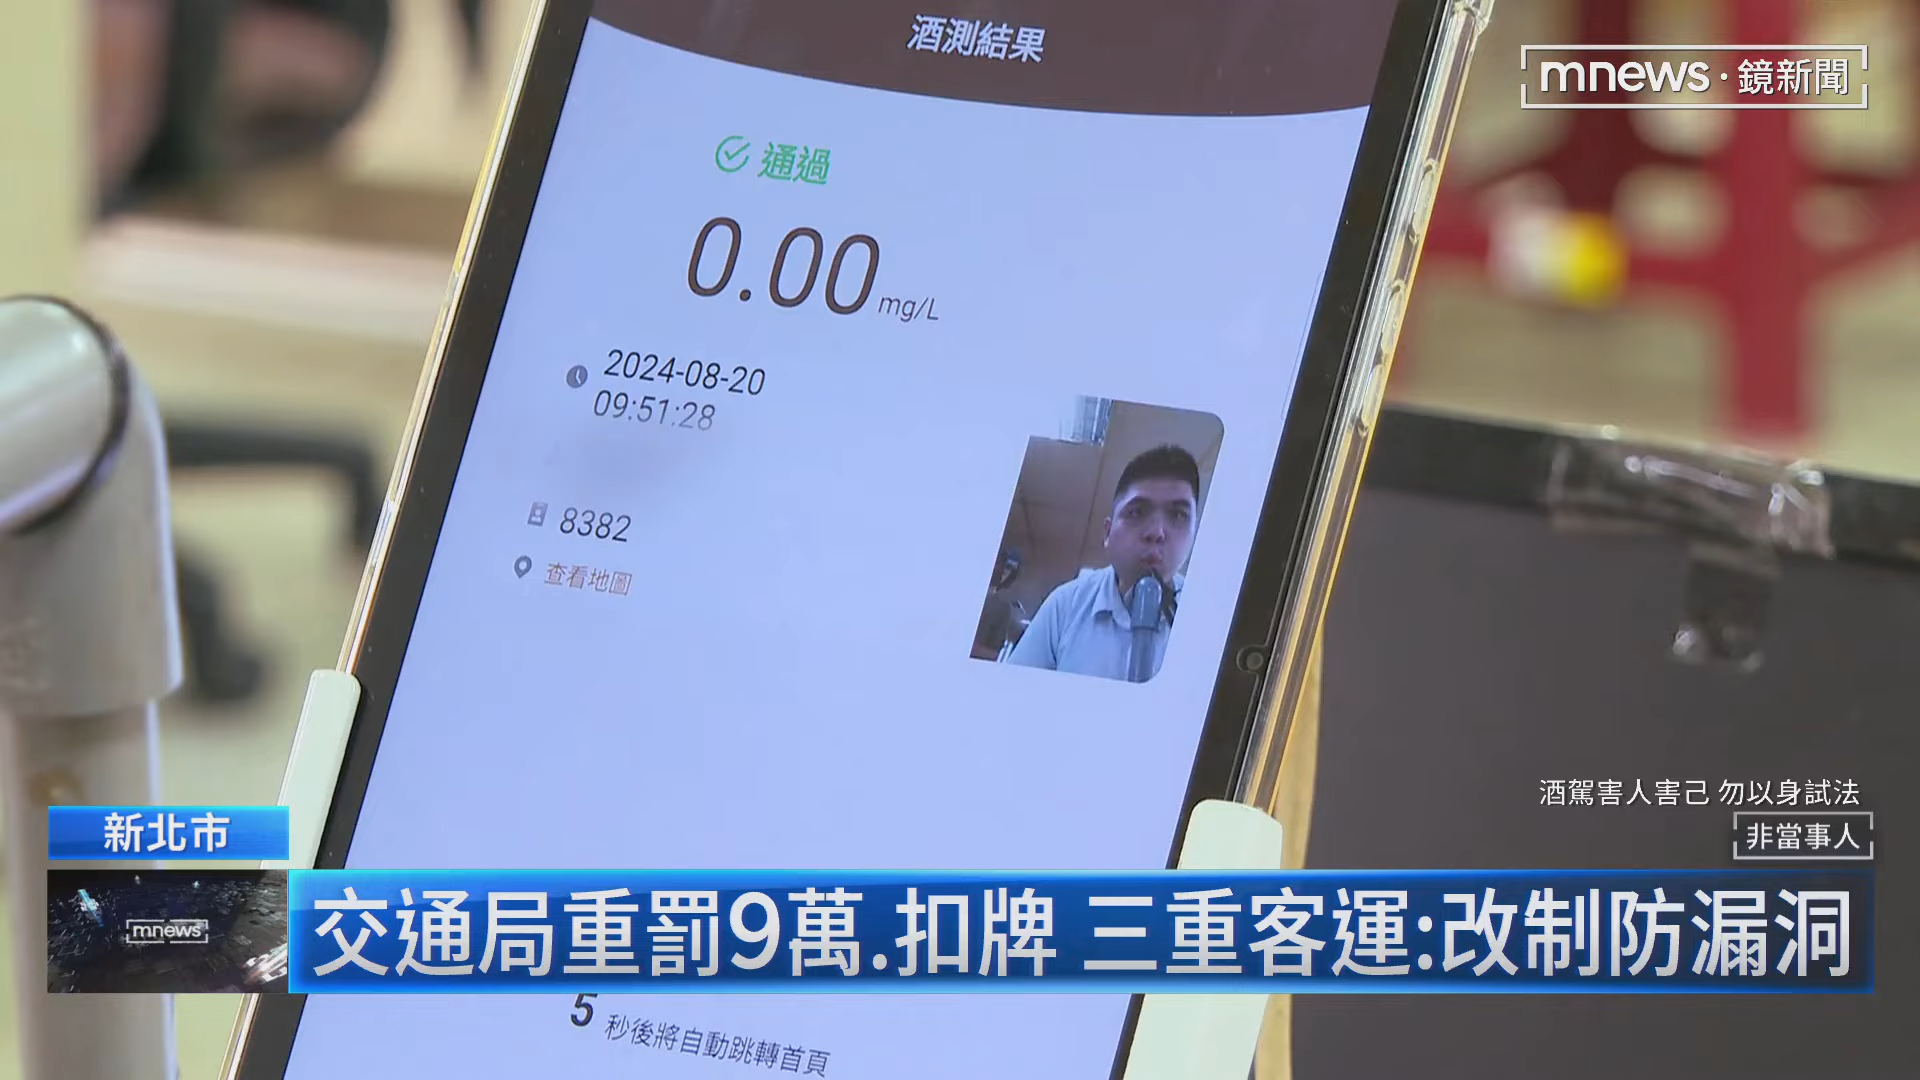 酒測結果
mnews·鏡新聞
通過
0.00 mg/L
2024-08-20
09:51:28
8382
查看地圖
酒駕害人害己 勿以身試法
非當事人
新北市
mnews
交通局重罰9萬.扣牌 三重客運:改制防漏洞
5 秒後將自動跳轉首頁